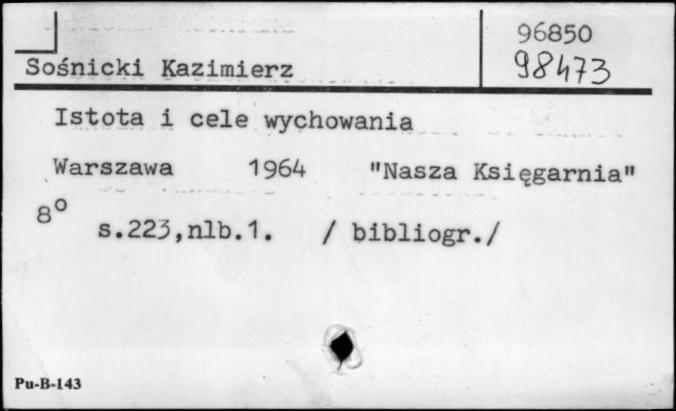 96850
98473
Sośnicki Kazimierz
Istota i cele wychowania
Warszawa 1964 "Nasza Księgarnia"
8°
s.223,nlb.1. / bibliogr./
Pu-B-143